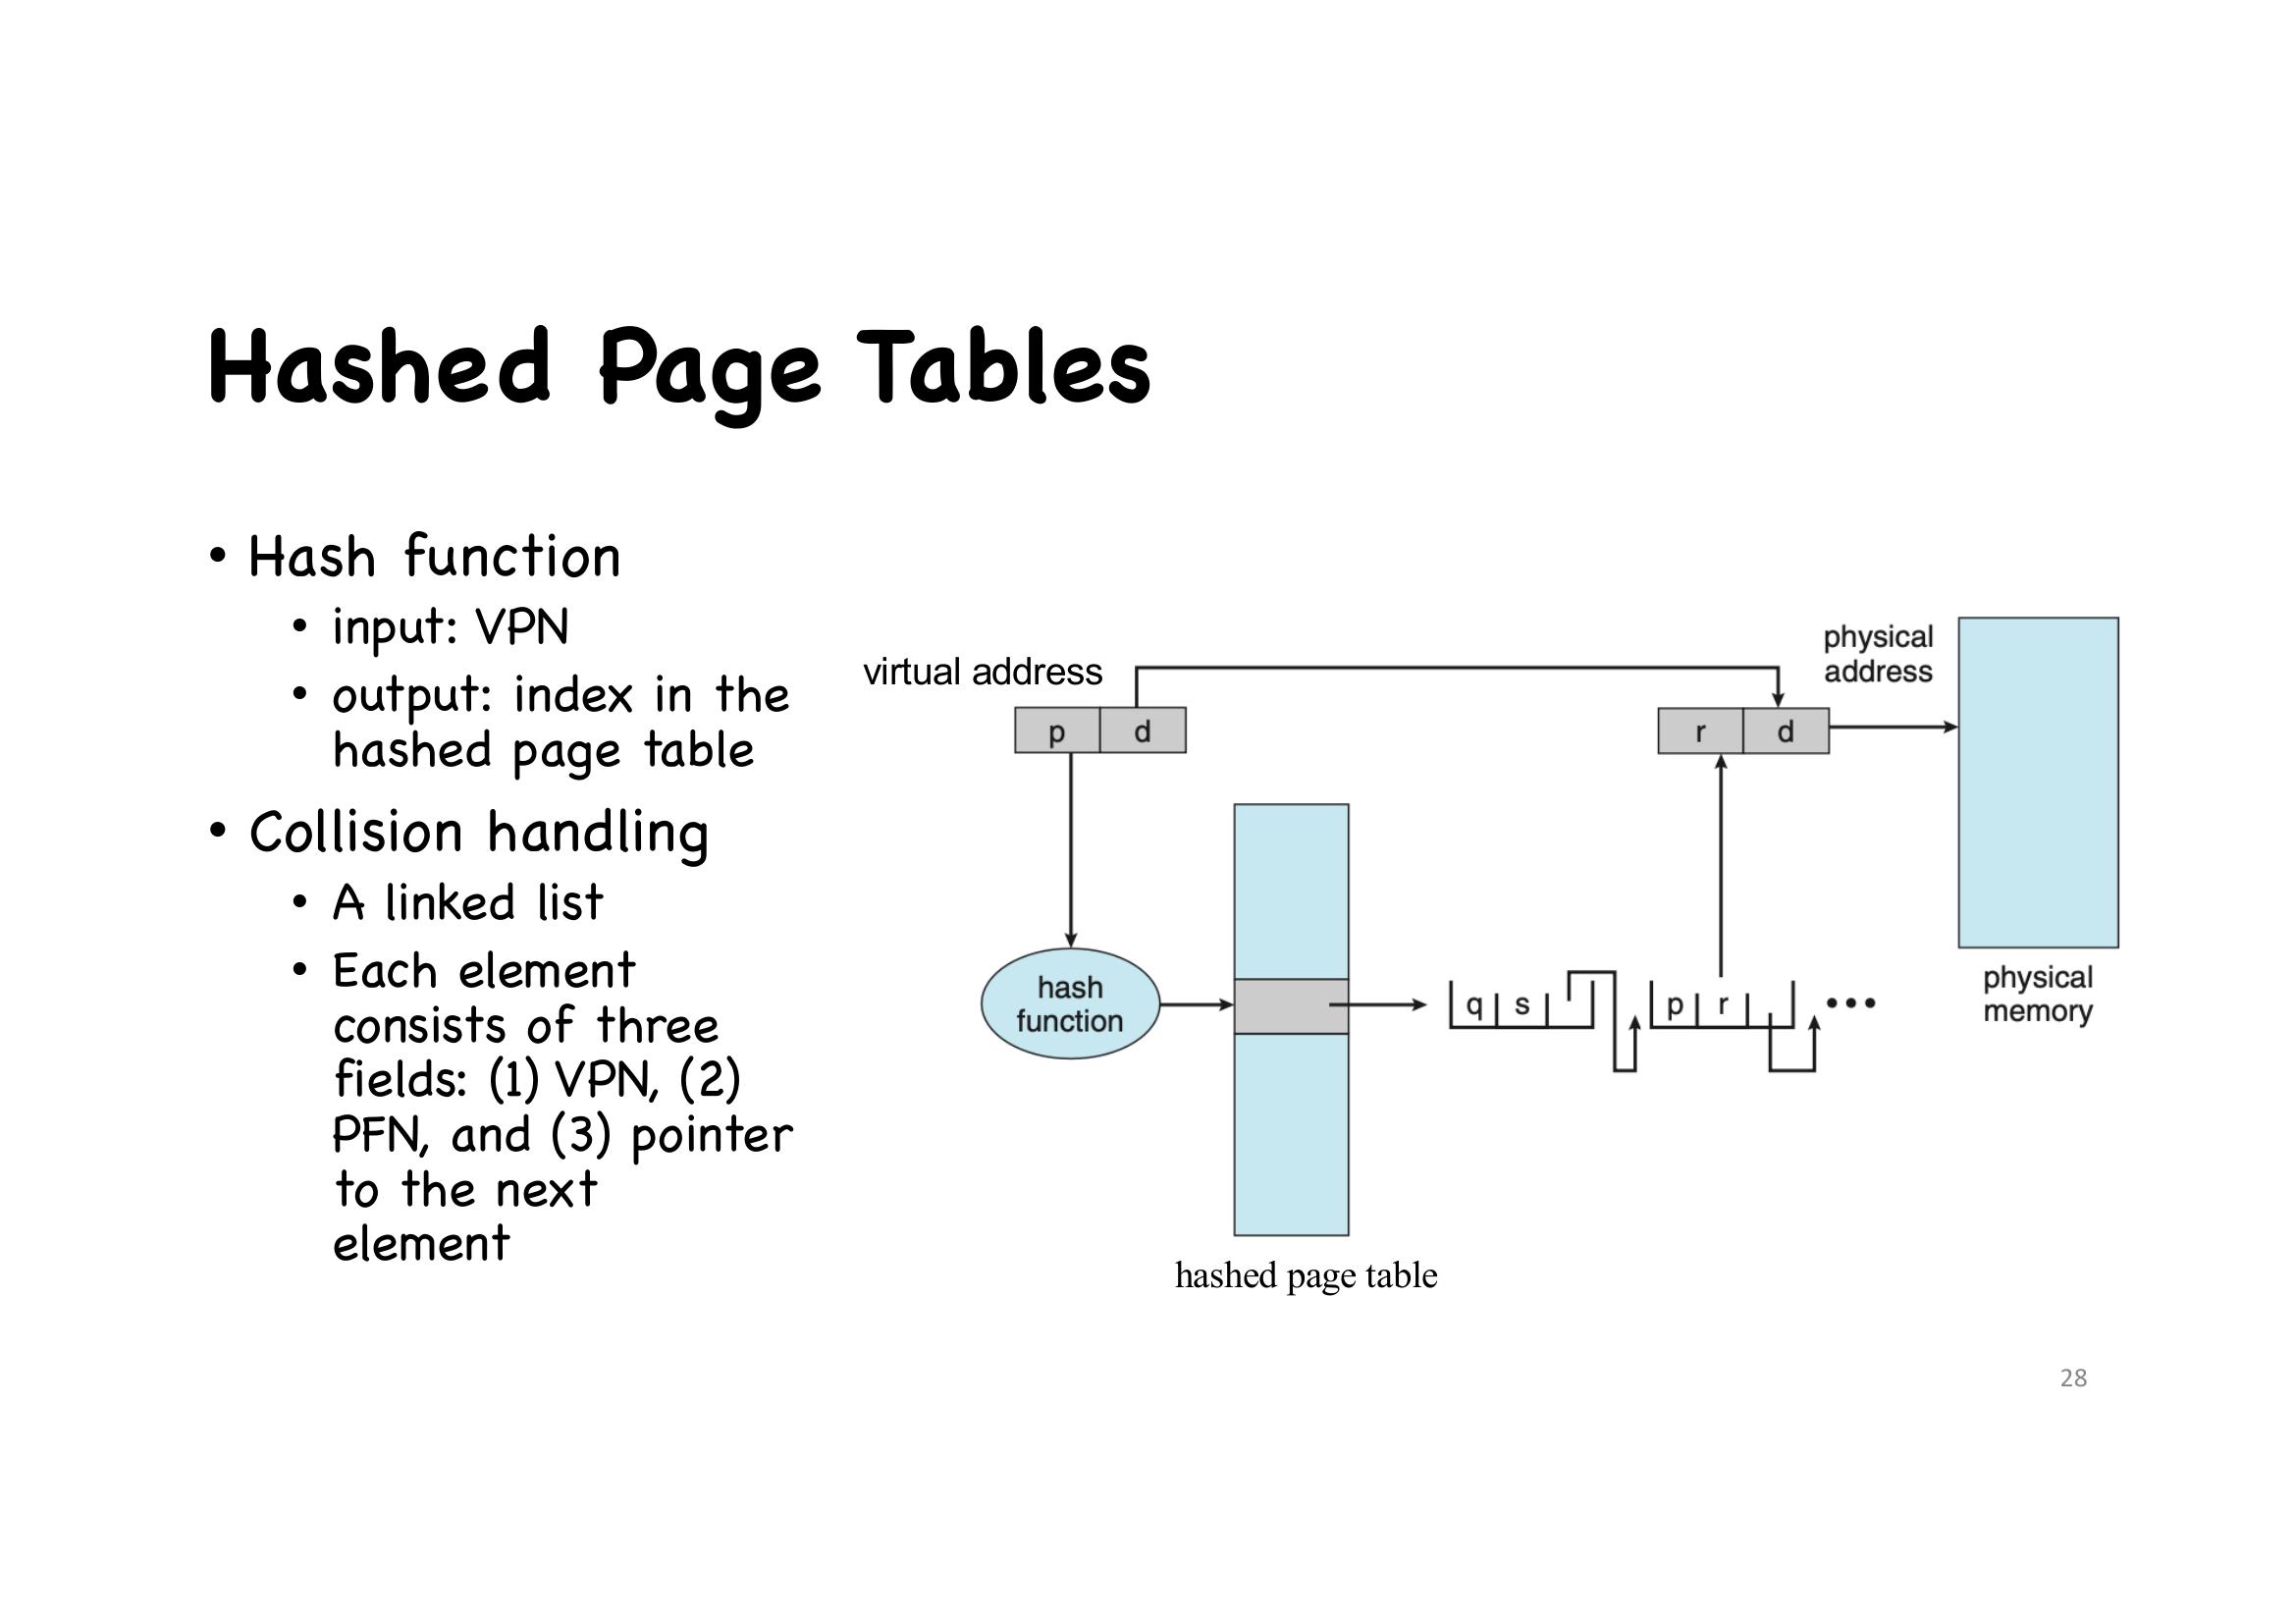 Hashed Page Tables
• Hash function
• input: VPN
• output: index in the
hashed page table
• Collision handling
• A linked list
• Each element
consists of three
fields: (1) VPN, (2)
PFN, and (3) pointer
to the next
element
virtual address
p d
physical
address
r d
hash
function
q s
p r
•••
physical
memory
hashed page table
28